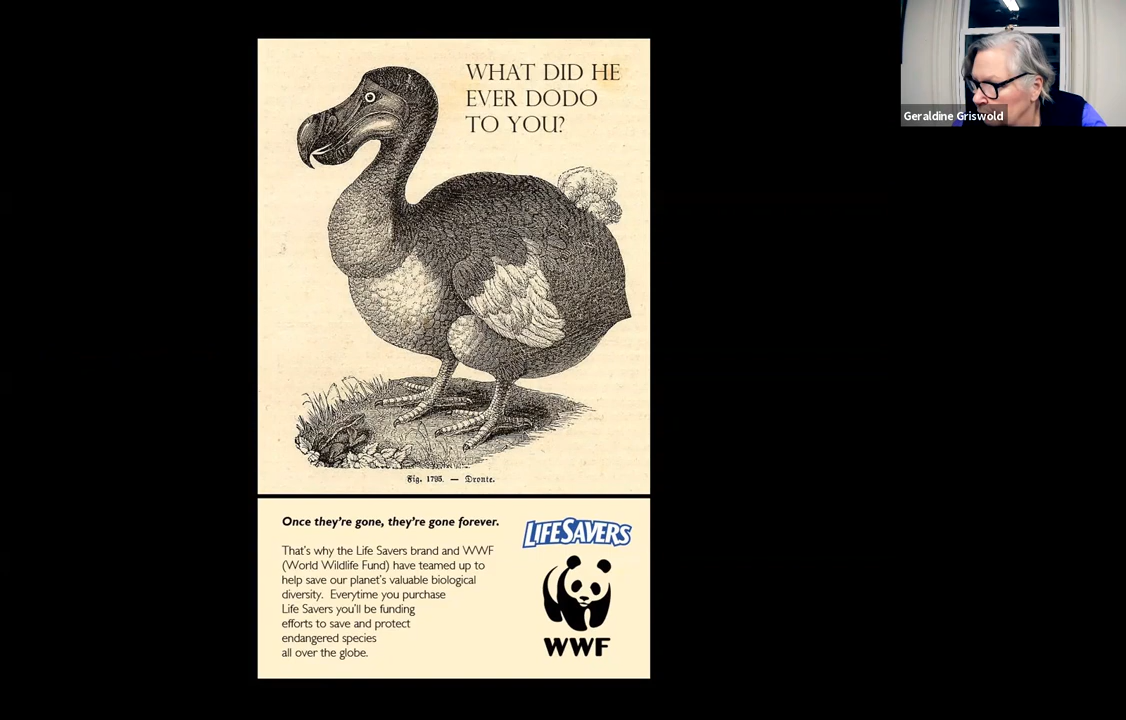 WHAT DID HE
EVER DODO
TO YOU?
Fig. 1795. — Dronte.
Once they're gone, they're gone forever.
That's why the Life Savers brand and WWF
(World Wildlife Fund) have teamed up to
help save our planet's valuable biological
diversity. Everytime you purchase
Life Savers you'll be funding
efforts to save and protect
endangered species
all over the globe.
LIFESAVERS
WWF
Geraldine Griswold